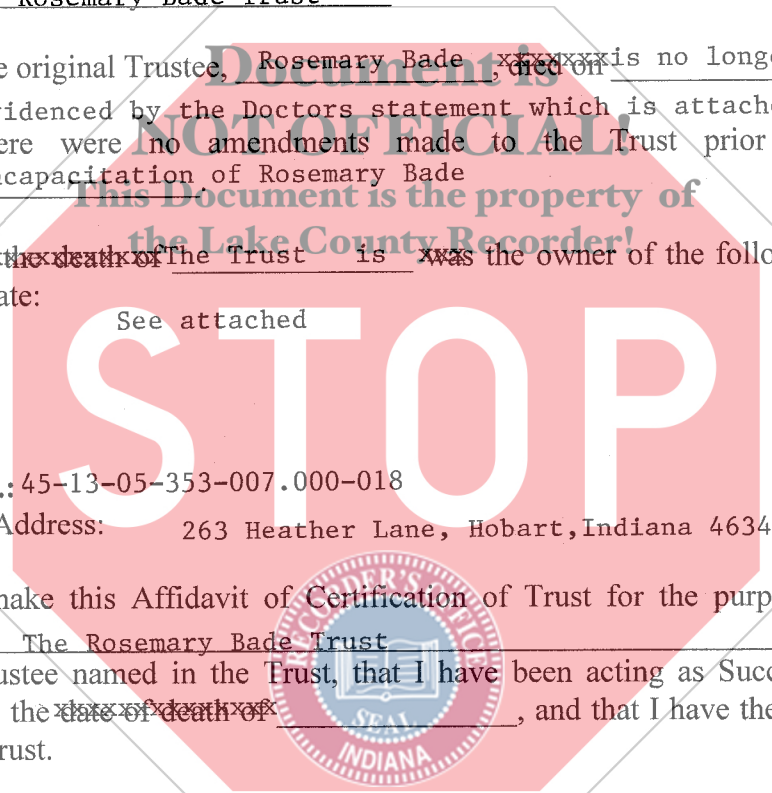 Rosemary Bade Trust
e original Trustee, Rosemary Bade, died on is no longe
videnced by the Doctors statement which is attache
ere were no amendments made to the Trust prior
ncapacitation of Rosemary Bade.
the death of The Trust is was the owner of the follo
ate:
See attached
.: 45-13-05-353-007.000-018
Address: 263 Heather Lane, Hobart, Indiana 4634
make this Affidavit of Certification of Trust for the purp
The Rosemary Bade Trust
ustee named in the Trust, that I have been acting as Succ
the date of death of , and that I have the
rust.
Document is
NOT OFFICIAL!
This Document is the property of
the Lake County Recorder!
STOP
RECORDER'S OFFICE
SEAL
INDIANA